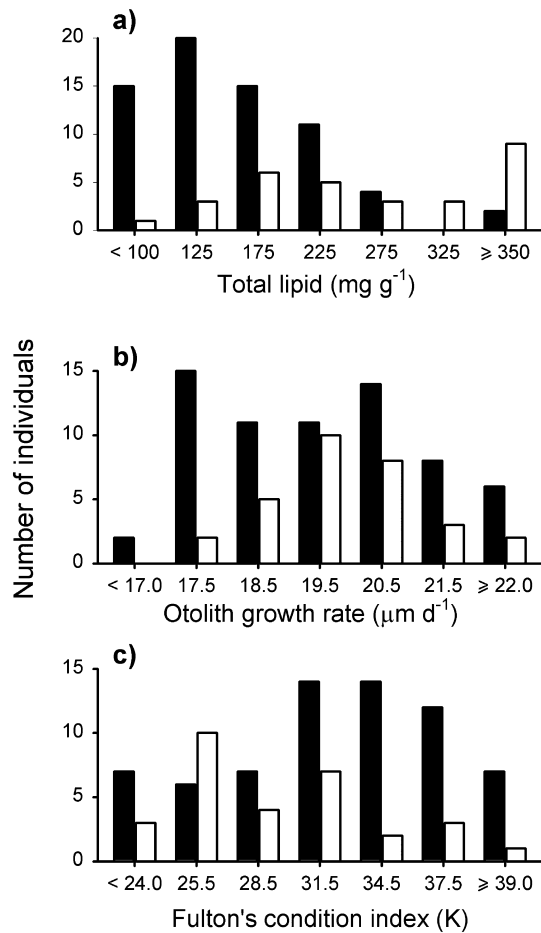 a)
20
15
10
5
0
< 100 125 175 225 275 325 ⩾ 350
Total lipid (mg g⁻¹)
Number of individuals
b)
15
10
5
0
< 17.0 17.5 18.5 19.5 20.5 21.5 ⩾ 22.0
Otolith growth rate (μm d⁻¹)
c)
15
10
5
0
< 24.0 25.5 28.5 31.5 34.5 37.5 ⩾ 39.0
Fulton's condition index (K)